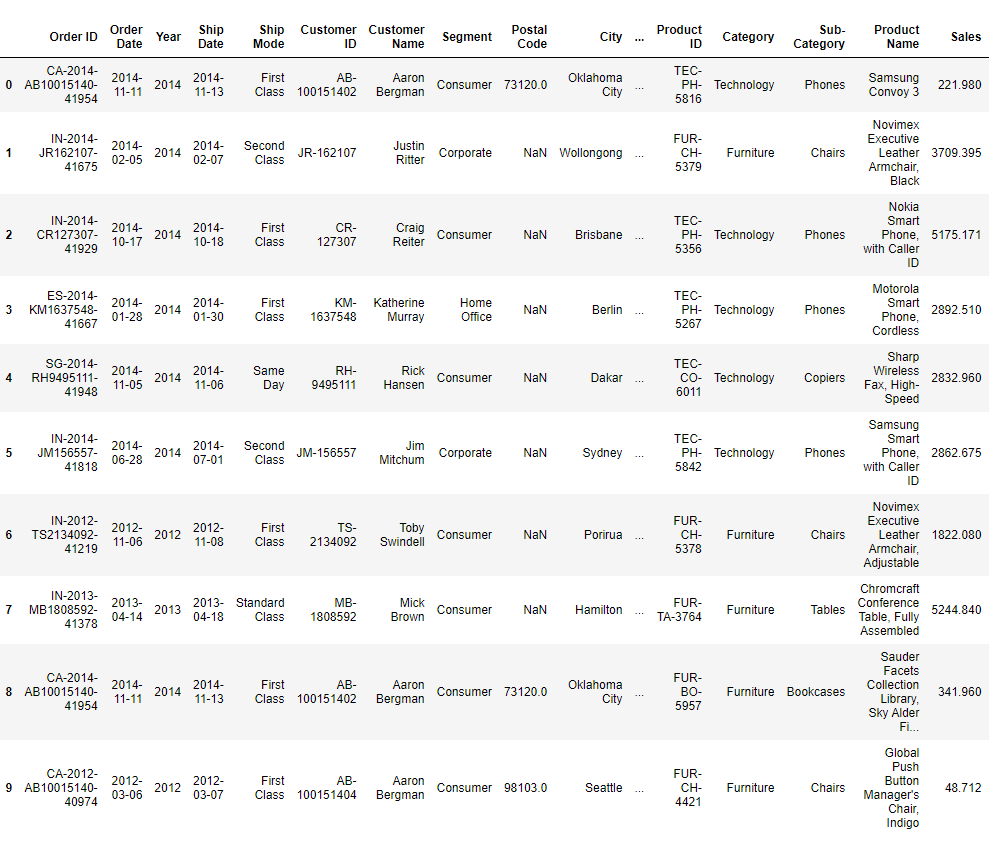 Order ID Order Date Year Ship Date Ship Mode Customer ID Customer Name Segment Postal Code City ... Product ID Category Sub-Category Product Name Sales
0 CA-2014-AB10015140-41954 2014-11-11 2014 2014-11-13 First Class AB-100151402 Aaron Bergman Consumer 73120.0 Oklahoma City ... TEC-PH-5816 Technology Phones Samsung Convoy 3 221.980
1 IN-2014-JR162107-41675 2014-02-05 2014 2014-02-07 Second Class JR-162107 Justin Ritter Corporate NaN Wollongong ... FUR-CH-5379 Furniture Chairs Novimex Executive Leather Armchair, Black 3709.395
2 IN-2014-CR127307-41929 2014-10-17 2014 2014-10-18 First Class CR-127307 Craig Reiter Consumer NaN Brisbane ... TEC-PH-5356 Technology Phones Nokia Smart Phone, with Caller ID 5175.171
3 ES-2014-KM1637548-41667 2014-01-28 2014 2014-01-30 First Class KM-1637548 Katherine Murray Home Office NaN Berlin ... TEC-PH-5267 Technology Phones Motorola Smart Phone, Cordless 2892.510
4 SG-2014-RH9495111-41948 2014-11-05 2014 2014-11-06 Same Day RH-9495111 Rick Hansen Consumer NaN Dakar ... TEC-CO-6011 Technology Copiers Sharp Wireless Fax, High-Speed 2832.960
5 IN-2014-JM156557-41818 2014-06-28 2014 2014-07-01 Second Class JM-156557 Jim Mitchum Corporate NaN Sydney ... TEC-PH-5842 Technology Phones Samsung Smart Phone, with Caller ID 2862.675
6 IN-2012-TS2134092-41219 2012-11-06 2012 2012-11-08 First Class TS-2134092 Toby Swindell Consumer NaN Porirua ... FUR-CH-5378 Furniture Chairs Novimex Executive Leather Armchair, Adjustable 1822.080
7 IN-2013-MB1808592-41378 2013-04-14 2013 2013-04-18 Standard Class MB-1808592 Mick Brown Consumer NaN Hamilton ... FUR-TA-3764 Furniture Tables Chromcraft Conference Table, Fully Assembled 5244.840
8 CA-2014-AB10015140-41954 2014-11-11 2014 2014-11-13 First Class AB-100151402 Aaron Bergman Consumer 73120.0 Oklahoma City ... FUR-BO-5957 Furniture Bookcases Sauder Facets Collection Library, Sky Alder Fi... 341.960
9 CA-2012-AB10015140-40974 2012-03-06 2012 2012-03-07 First Class AB-100151404 Aaron Bergman Consumer 98103.0 Seattle ... FUR-CH-4421 Furniture Chairs Global Push Button Manager's Chair, Indigo 48.712